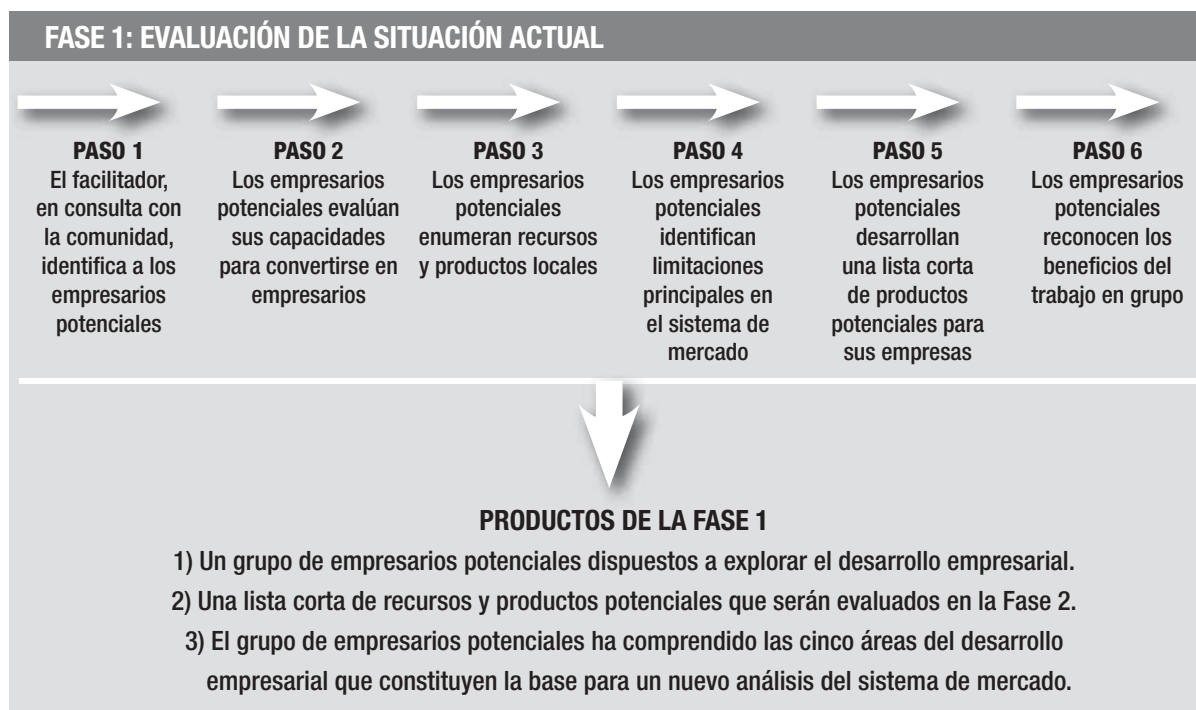 FASE 1: EVALUACIÓN DE LA SITUACIÓN ACTUAL
PASO 1
El facilitador,
en consulta con
la comunidad,
identifica a los
empresarios
potenciales
PASO 2
Los empresarios
potenciales evalúan
sus capacidades
para convertirse en
empresarios
PASO 3
Los empresarios
potenciales
enumeran recursos
y productos locales
PASO 4
Los empresarios
potenciales
identifican
limitaciones
principales en
el sistema de
mercado
PASO 5
Los empresarios
potenciales
desarrollan
una lista corta
de productos
potenciales para
sus empresas
PASO 6
Los empresarios
potenciales
reconocen los
beneficios del
trabajo en grupo
PRODUCTOS DE LA FASE 1
1) Un grupo de empresarios potenciales dispuestos a explorar el desarrollo empresarial.
2) Una lista corta de recursos y productos potenciales que serán evaluados en la Fase 2.
3) El grupo de empresarios potenciales ha comprendido las cinco áreas del desarrollo
empresarial que constituyen la base para un nuevo análisis del sistema de mercado.